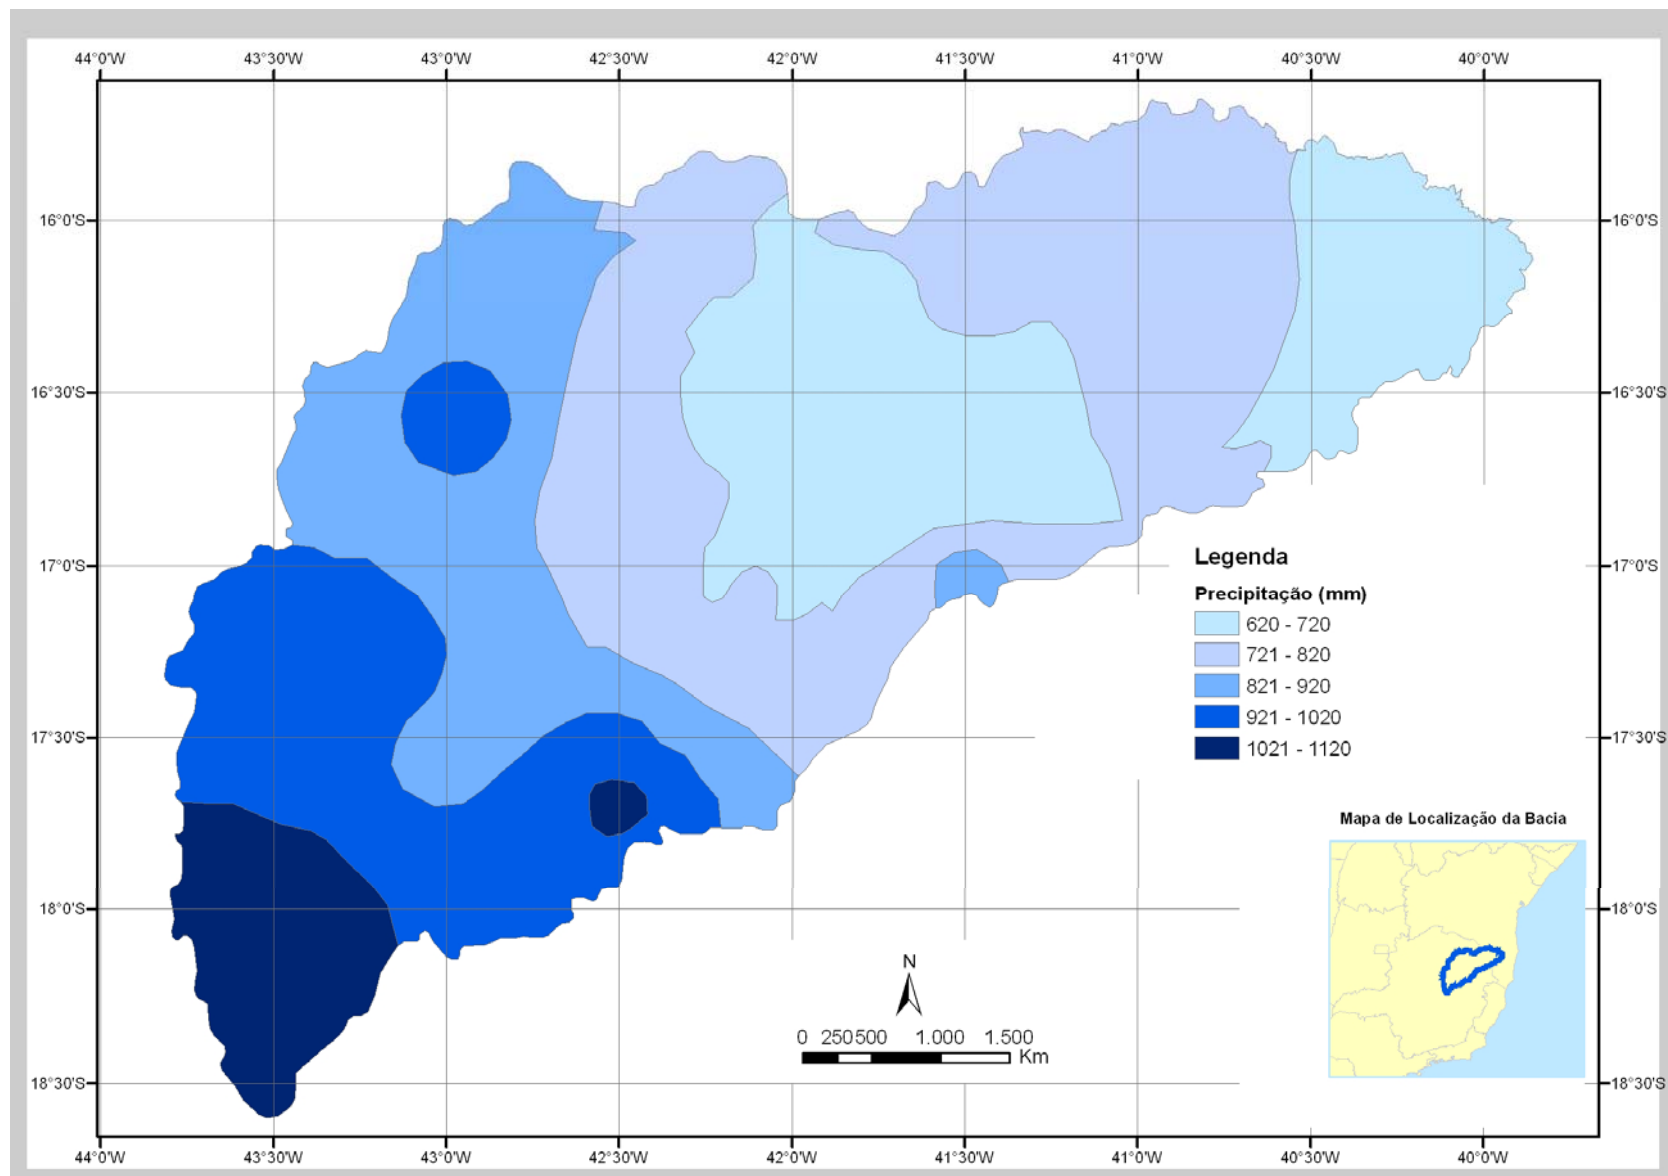 44°0'W 43°30'W 43°0'W 42°30'W 42°0'W 41°30'W 41°0'W 40°30'W 40°0'W
16°0'S 16°0'S
16°30'S 16°30'S
17°0'S 17°0'S
Legenda
Precipitação (mm)
620 - 720
721 - 820
821 - 920
921 - 1020
1021 - 1120
17°30'S 17°30'S
Mapa de Localização da Bacia
18°0'S 18°0'S
N
0 250 500 1.000 1.500
Km
18°30'S 18°30'S
44°0'W 43°30'W 43°0'W 42°30'W 42°0'W 41°30'W 41°0'W 40°30'W 40°0'W